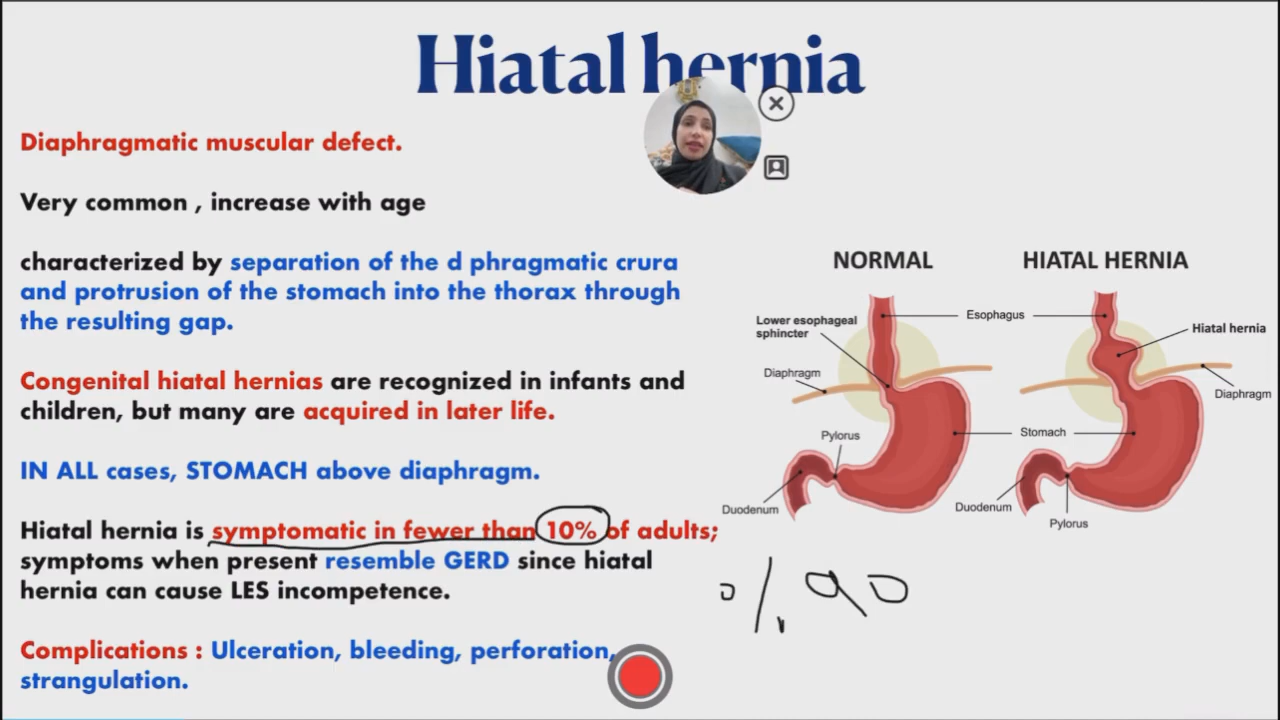 Hiatal hernia
Diaphragmatic muscular defect.
Very common , increase with age
characterized by separation of the d phragmatic crura
and protrusion of the stomach into the thorax through
the resulting gap.
Congenital hiatal hernias are recognized in infants and
children, but many are acquired in later life.
IN ALL cases, STOMACH above diaphragm.
Hiatal hernia is symptomatic in fewer than 10% of adults;
symptoms when present resemble GERD since hiatal
hernia can cause LES incompetence.
Complications : Ulceration, bleeding, perforation,
strangulation.
NORMAL
Lower esophageal
sphincter
Diaphragm
Pylorus
Duodenum
Esophagus
Stomach
HIATAL HERNIA
Hiatal hernia
Diaphragm
Duodenum
Pylorus
% 90